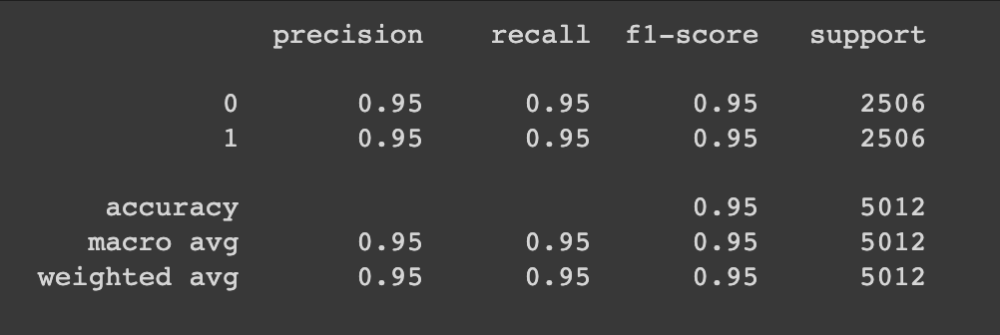 precision recall f1-score support
0 0.95 0.95 0.95 2506
1 0.95 0.95 0.95 2506
accuracy 0.95 5012
macro avg 0.95 0.95 0.95 5012
weighted avg 0.95 0.95 0.95 5012